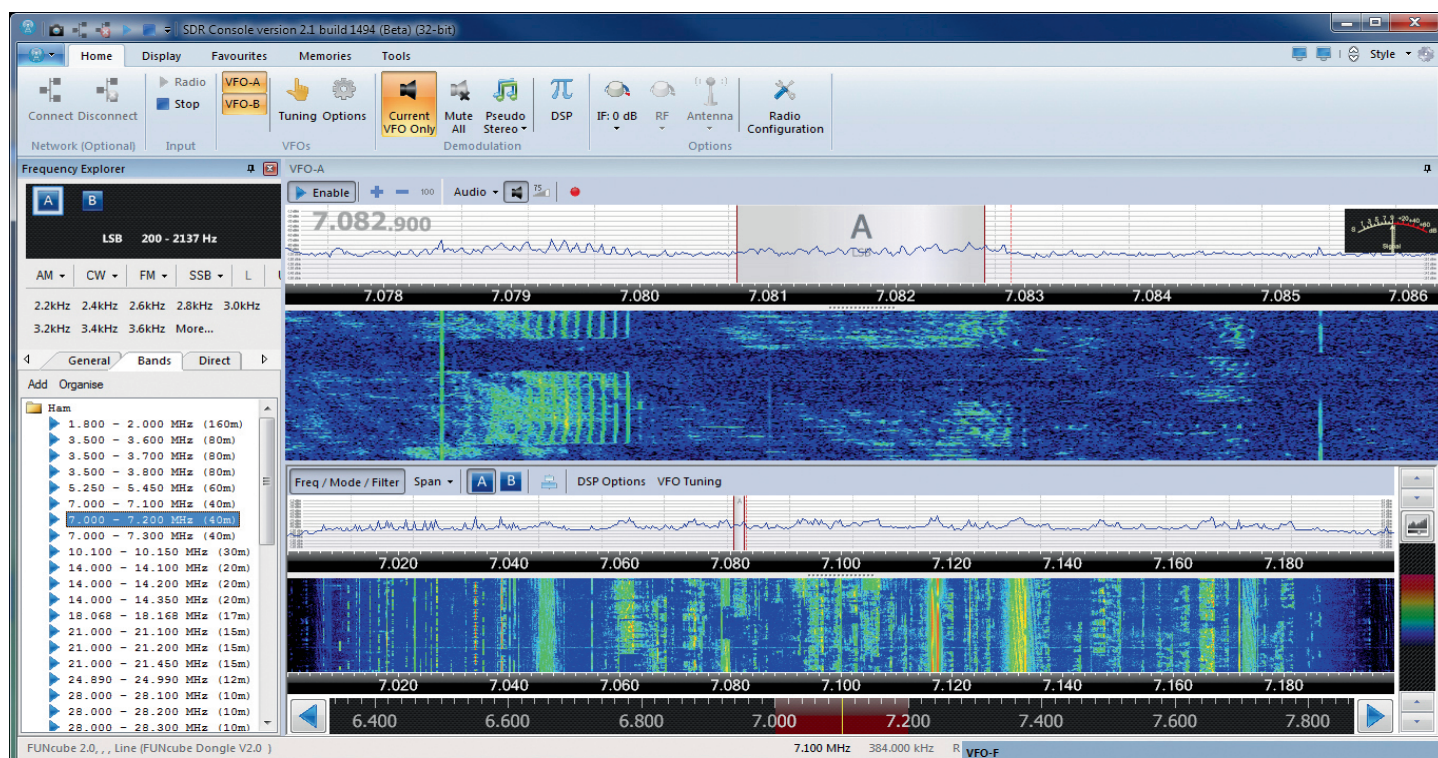 SDR Console version 2.1 build 1494 (Beta) (32-bit)
Home Display Favourites Memories Tools
Style
Connect Disconnect
Network (Optional)
Radio
Stop
Input
VFO-A
VFO-B
Tuning Options
VFOs
Current VFO Only
Mute All
Pseudo Stereo
DSP
Demodulation
IF: 0 dB
RF
Antenna
Radio Configuration
Options
Frequency Explorer
A B
LSB 200 - 2137 Hz
AM CW FM SSB L
2.2kHz 2.4kHz 2.6kHz 2.8kHz 3.0kHz
3.2kHz 3.4kHz 3.6kHz More...
General Bands Direct
Add Organise
Ham
1.800 - 2.000 MHz (160m)
3.500 - 3.600 MHz (80m)
3.500 - 3.700 MHz (80m)
3.500 - 3.800 MHz (80m)
5.250 - 5.450 MHz (60m)
7.000 - 7.100 MHz (40m)
7.000 - 7.200 MHz (40m)
7.000 - 7.300 MHz (40m)
10.100 - 10.150 MHz (30m)
14.000 - 14.100 MHz (20m)
14.000 - 14.200 MHz (20m)
14.000 - 14.350 MHz (20m)
18.068 - 18.168 MHz (17m)
21.000 - 21.100 MHz (15m)
21.000 - 21.200 MHz (15m)
21.000 - 21.450 MHz (15m)
24.890 - 24.990 MHz (12m)
28.000 - 28.100 MHz (10m)
28.000 - 28.200 MHz (10m)
28.000 - 28.300 MHz (10m)
VFO-A
Enable 100 Audio 75
7.082.900
A
LSB
Signal
7.078 7.079 7.080 7.081 7.082 7.083 7.084 7.085 7.086
Freq / Mode / Filter Span A B DSP Options VFO Tuning
A
7.020 7.040 7.060 7.080 7.100 7.120 7.140 7.160 7.180
7.020 7.040 7.060 7.080 7.100 7.120 7.140 7.160 7.180
6.400 6.600 6.800 7.000 7.200 7.400 7.600 7.800
FUNcube 2.0, , , Line (FUNcube Dongle V2.0 )
7.100 MHz 384.000 kHz R VFO-F